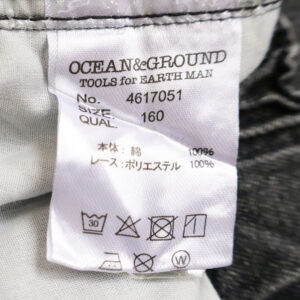 OCEAN&GROUND
TOOLS for EARTH MAN
No. 4617051
SIZE. 160
QUAL.
本体: 綿 100%
レース: ポリエステル 100%
30
W